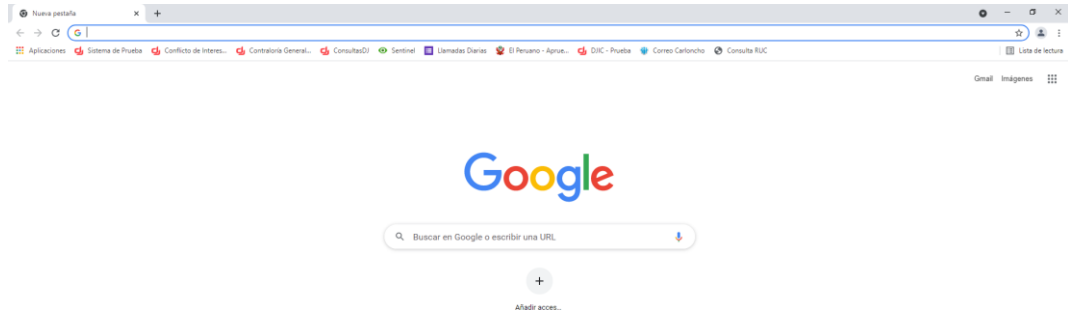 Nueva pestaña
Aplicaciones Sistema de Prueba Conflicto de Interes... Contraloría General... ConsultasDJ Sentinel Llamadas Diarias El Peruano - Aprue... DJIC - Prueba Correo Carloncho Consulta RUC Lista de lectura
Gmail Imágenes
Google
Buscar en Google o escribir una URL
Añadir acces...